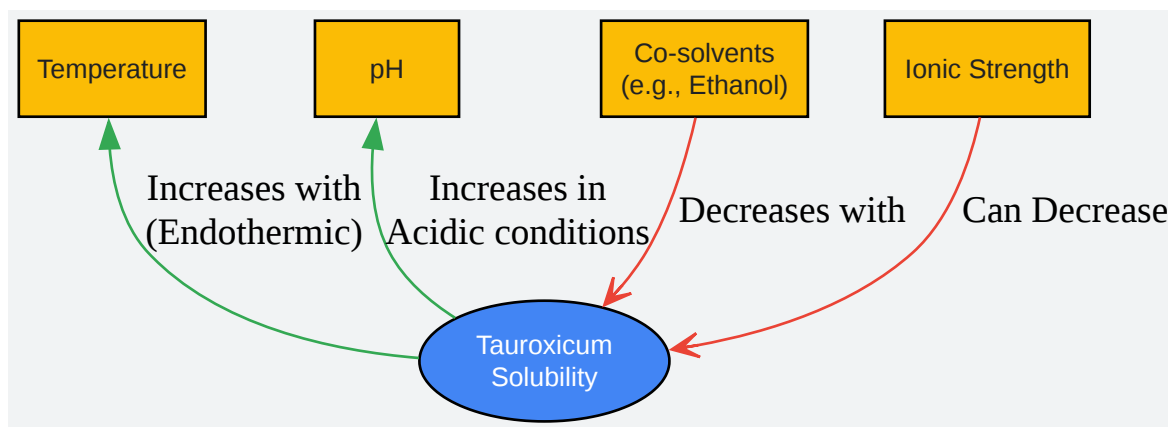 Temperature
pH
Co-solvents
(e.g., Ethanol)
Ionic Strength
Increases with
(Endothermic)
Increases in
Acidic conditions
Decreases with
Can Decrease
Tauroxicum
Solubility